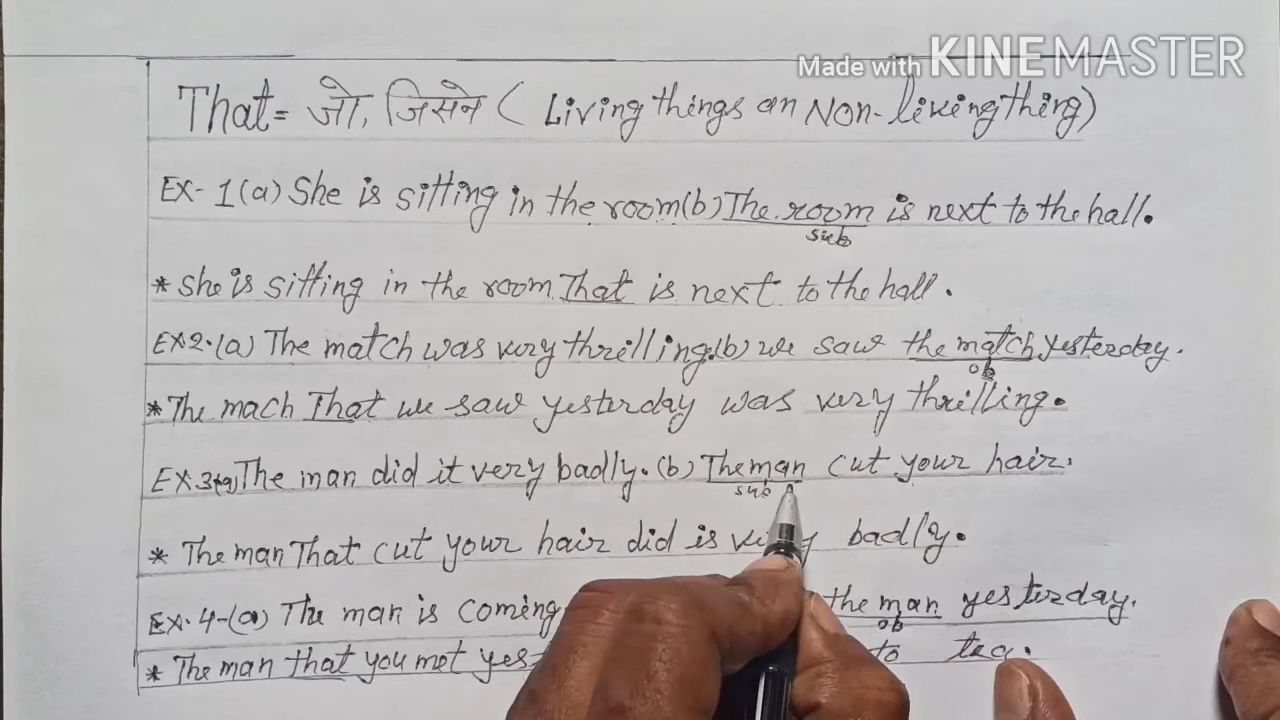 Made with KINEMASTER
That = जो, जिसने ( Living things an Non-living thing)
EX- 1(a) She is sitting in the room(b) The room is next to the hall.
sub
* she is sitting in the room That is next to the hall.
EX2.(a) The match was very thrilling.(b) we saw the match yesterday.
ob
* The mach That we saw yesterday was very thrilling.
EX.3(a) The man did it very badly. (b) The man cut your hair.
sub
* The man That cut your hair did is very badly.
EX.4-(a) The man is coming the man yesterday.
ob
* The man that you met to tea.